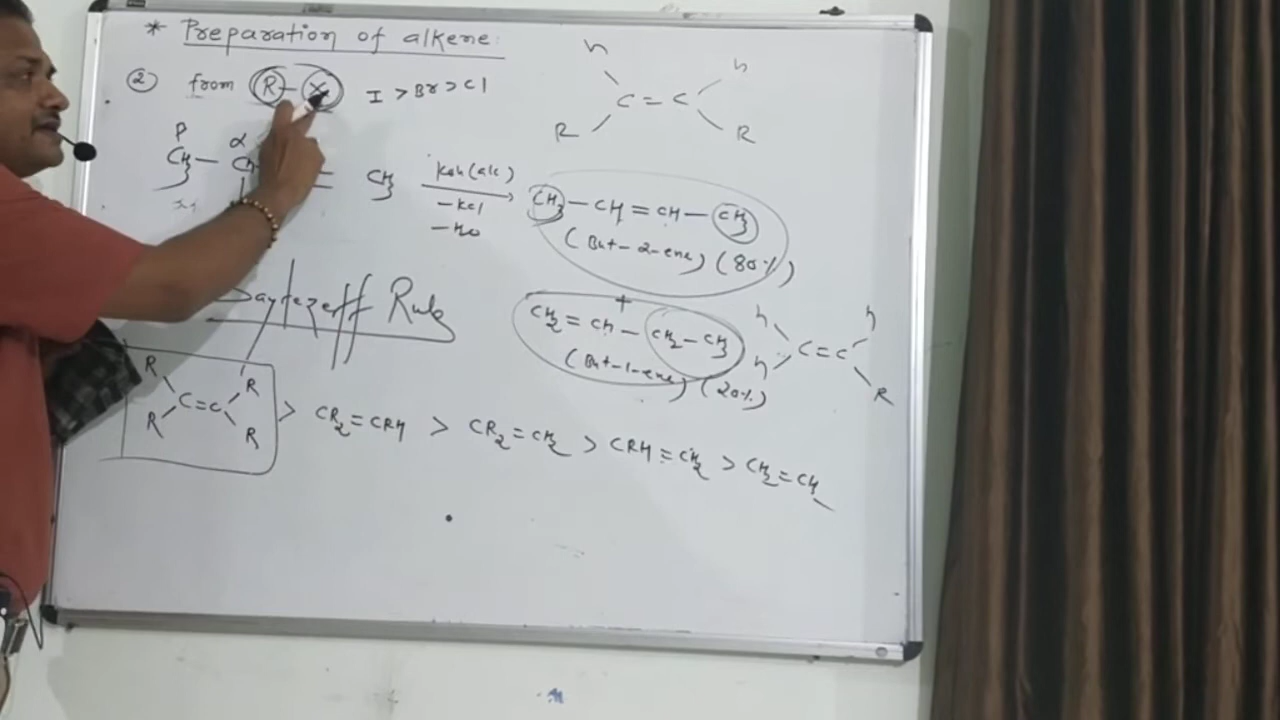 * Preparation of alkene:
② from R - X I > Br > Cl
H H
C = C
R R
β α
CH3 - CH CH3 KOH (alc) CH3 - CH = CH - CH3
- KCl
- H2O (But-2-ene) (80%)
+
Saytezeff Rule CH2 = CH - CH2 - CH3
(But-1-ene) (20%)
H H
C = C
H R
R R
C = C
R R
> CR2 = CRH > CR2 = CH2 > CRH = CH2 > CH2 = CH2